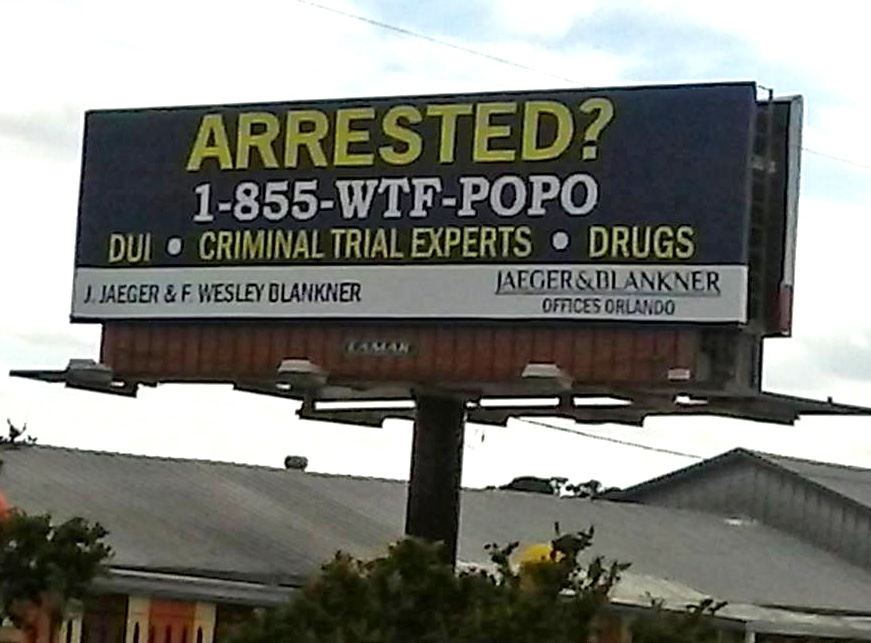 ARRESTED?
1-855-WTF-POPO
DUI • CRIMINAL TRIAL EXPERTS • DRUGS
J. JAEGER & F. WESLEY BLANKNER
JAEGER&BLANKNER
OFFICES ORLANDO
LAMAR